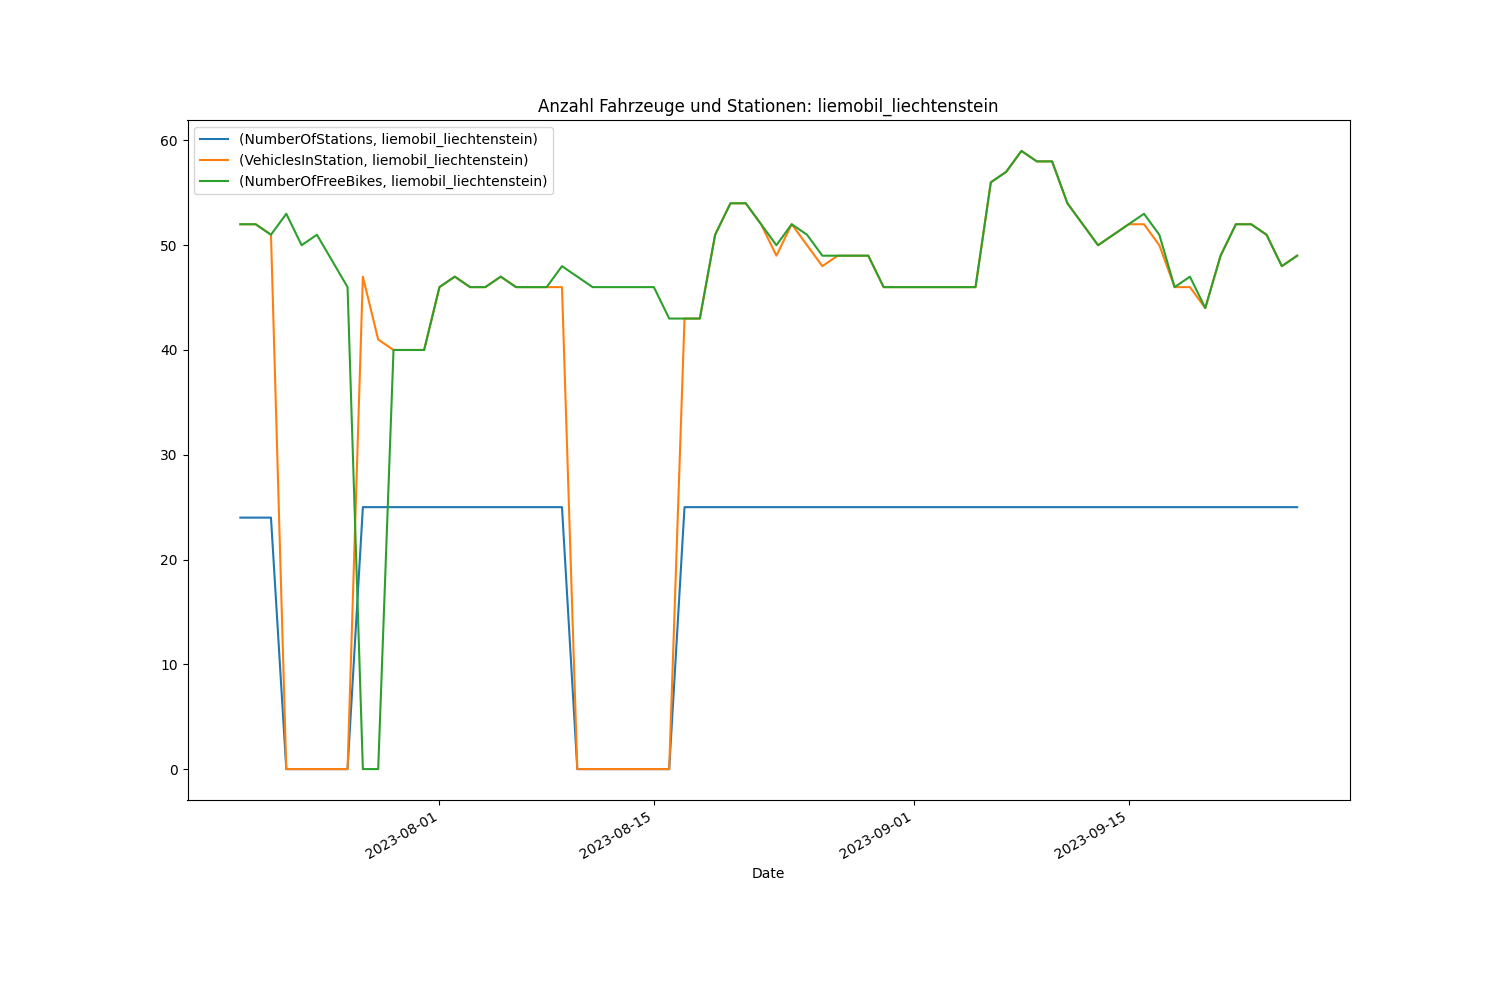 Anzahl Fahrzeuge und Stationen: liemobil_liechtenstein
(NumberOfStations, liemobil_liechtenstein)
(VehiclesInStation, liemobil_liechtenstein)
(NumberOfFreeBikes, liemobil_liechtenstein)
60
50
40
30
20
10
0
2023-08-01
2023-08-15
2023-09-01
2023-09-15
Date